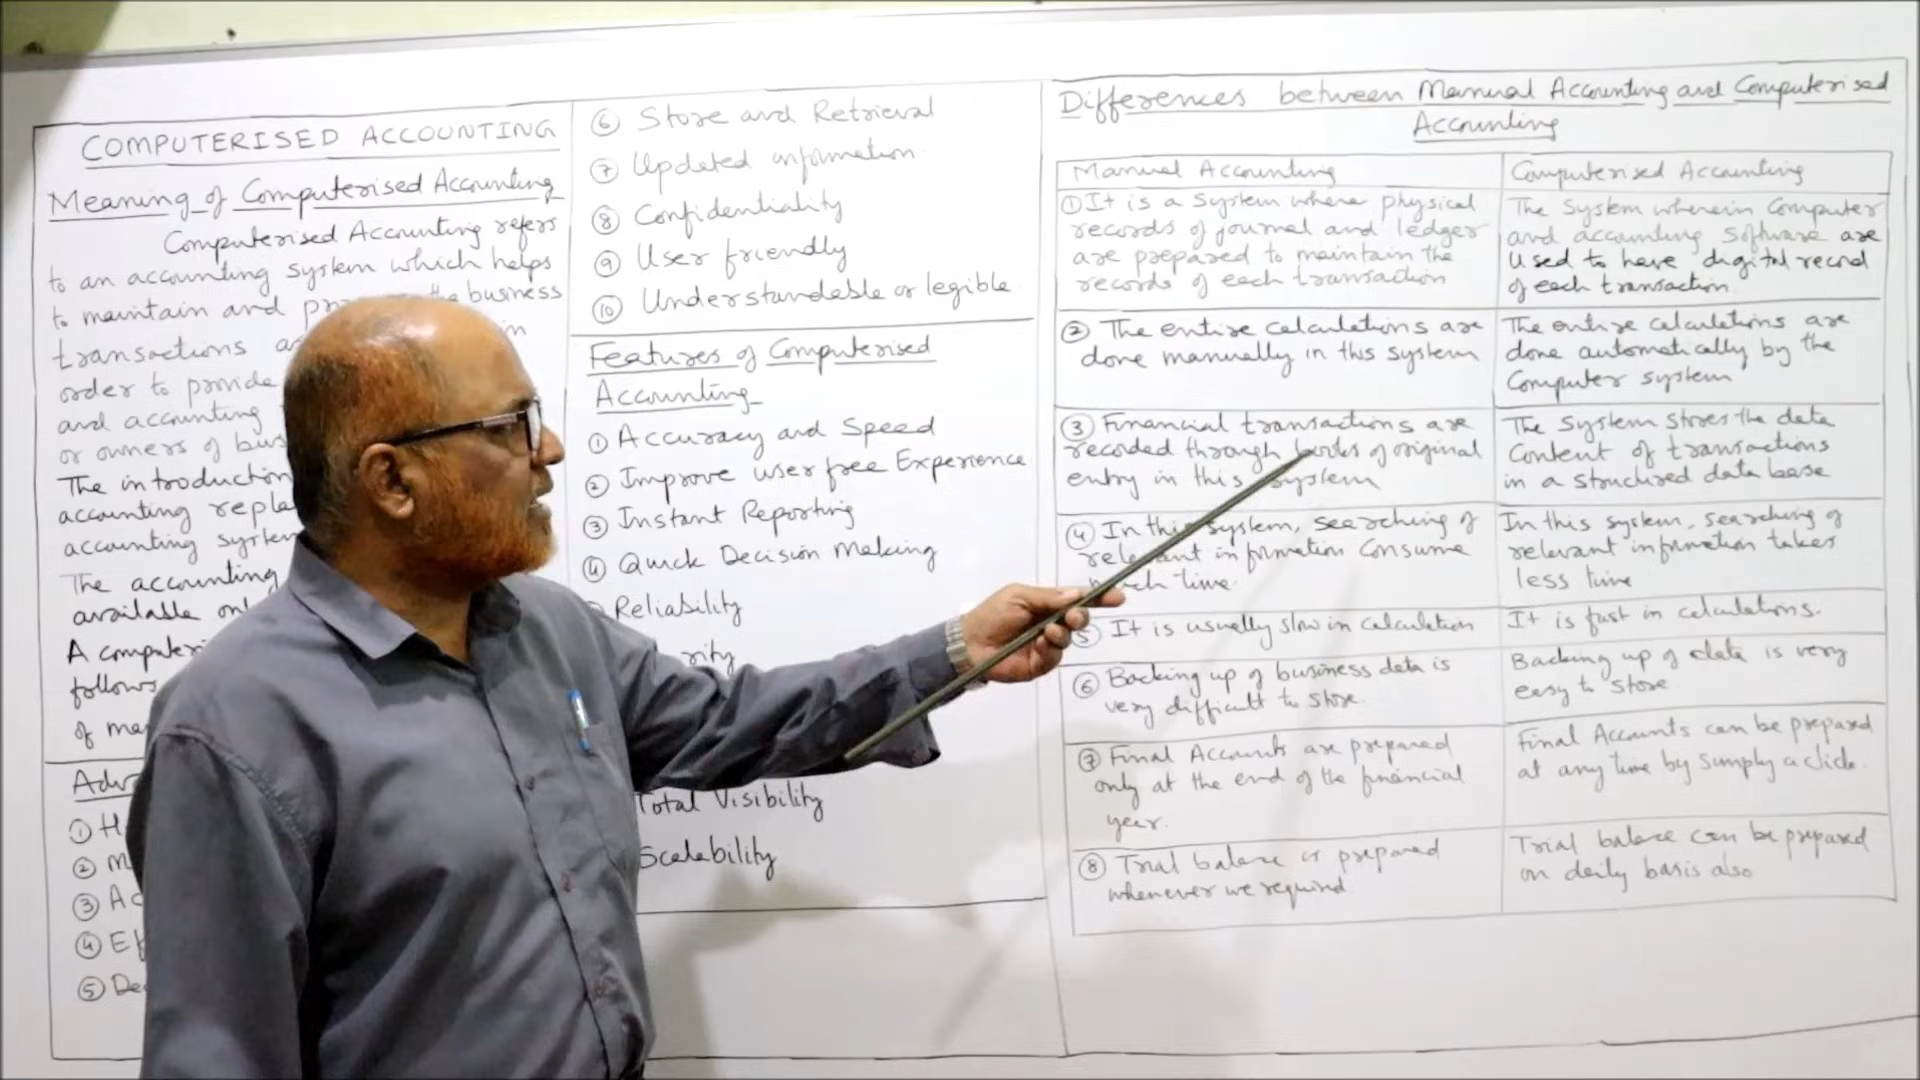 COMPUTERISED ACCOUNTING
Meaning of Computerised Accounting
Computerised Accounting refers
to an accounting system which helps
to maintain and the business
transactions in
order to provide
and accounting
or owners of
The introduction
accounting
accounting system
The accounting
available
A
follows
of
①
②
③
④
⑤
⑥ Store and Retrieval
⑦ Updated information
⑧ Confidentiality
⑨ User friendly
⑩ Understandable or legible
Features of Computerised
Accounting
① Accuracy and Speed
② Improve user free Experience
③ Instant Reporting
④ Quick Decision Making
Reliability
Total Visibility
Scalability
Differences between Manual Accounting and Computerised
Accounting
Manual Accounting
① It is a system where physical
records of journal and ledger
are prepared to maintain the
records of each transaction
② The entire calculations are
done manually in this system
③ Financial transactions are
recorded through books of original
entry in this system
④ In this system, searching of
relevant information consume
much time.
⑤ It is usually slow in calculation
⑥ Backing up of business data is
very difficult to store.
⑦ Final Accounts are prepared
only at the end of the financial
year.
⑧ Trial balance is prepared
whenever we required
Computerised Accounting
The system wherein computer
and accounting software are
used to have digital record
of each transaction.
The entire calculations are
done automatically by the
Computer system
The system stores the data
content of transactions
in a structured data base
In this system, searching of
relevant information takes
less time
It is fast in calculations.
Backing up of data is very
easy to store
Final Accounts can be prepared
at any time by simply a click.
Trial balance can be prepared
on daily basis also